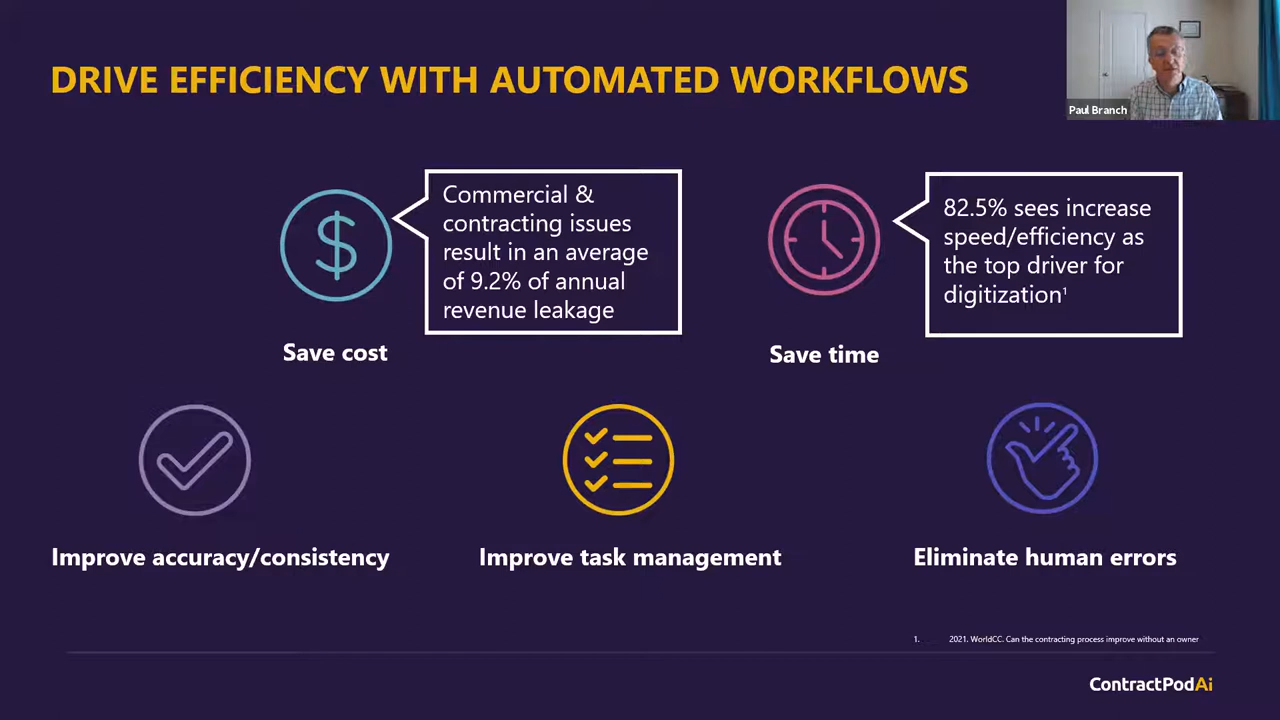 DRIVE EFFICIENCY WITH AUTOMATED WORKFLOWS
Paul Branch
$
Commercial &
contracting issues
result in an average
of 9.2% of annual
revenue leakage
82.5% sees increase
speed/efficiency as
the top driver for
digitization¹
Save cost
Save time
Improve accuracy/consistency
Improve task management
Eliminate human errors
1. 2021. WorldCC. Can the contracting process improve without an owner
ContractPodAi